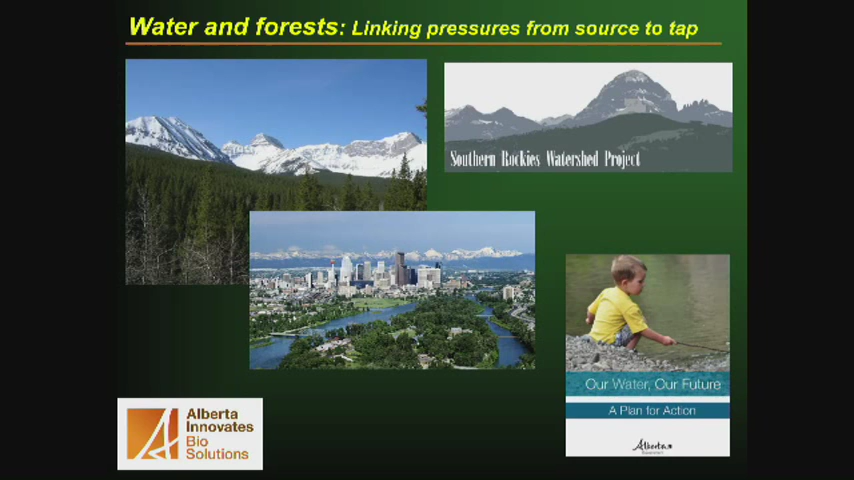 Water and forests: Linking pressures from source to tap
Southern Rockies Watershed Project
Our Water, Our Future
A Plan for Action
Alberta
Alberta
Innovates
Bio
Solutions